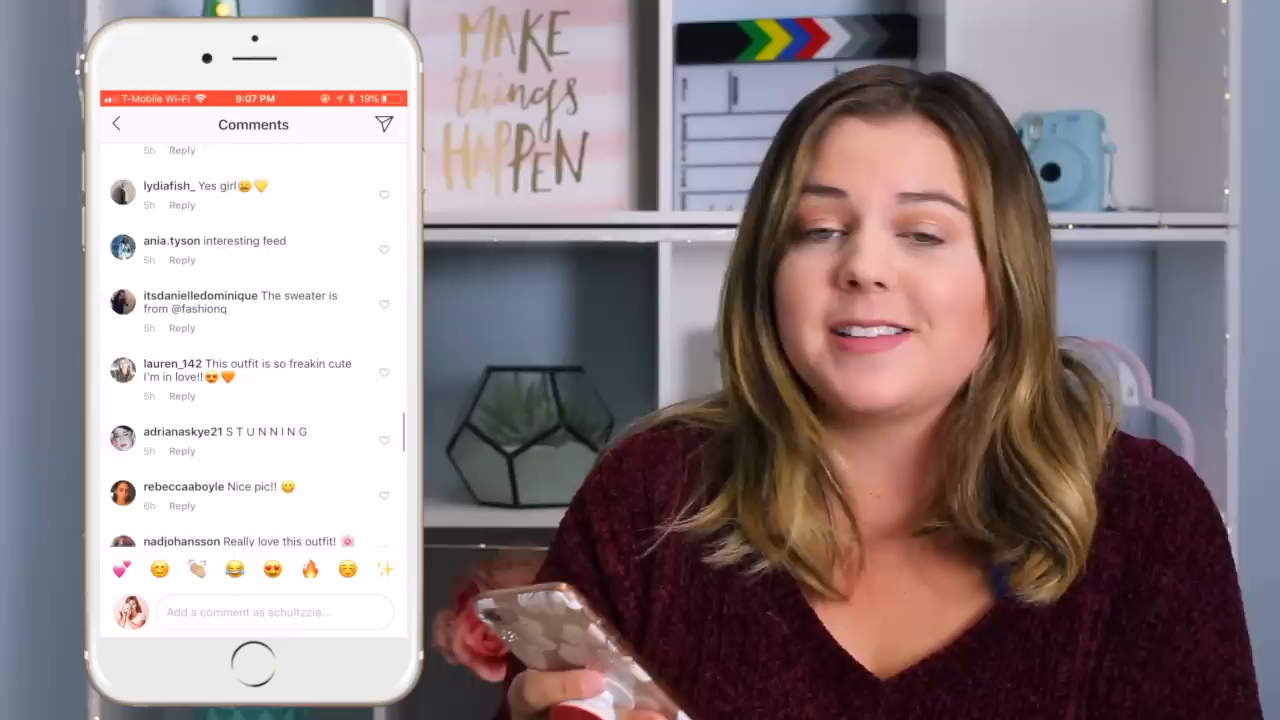 T-Mobile Wi-Fi 9:07 PM 19%
Comments
5h Reply
lydiafish_ Yes girl😩💛
5h Reply
ania.tyson interesting feed
5h Reply
itsdanielledominique The sweater is
from @fashionq
5h Reply
lauren_142 This outfit is so freakin cute
I'm in love!!😍🧡
5h Reply
adrianaskye21 S T U N N I N G
5h Reply
rebeccaaboyle Nice pic!! 😋
6h Reply
nadjohansson Really love this outfit! 🌸
Add a comment as schultzzie...
MAKE
things
HAPPEN